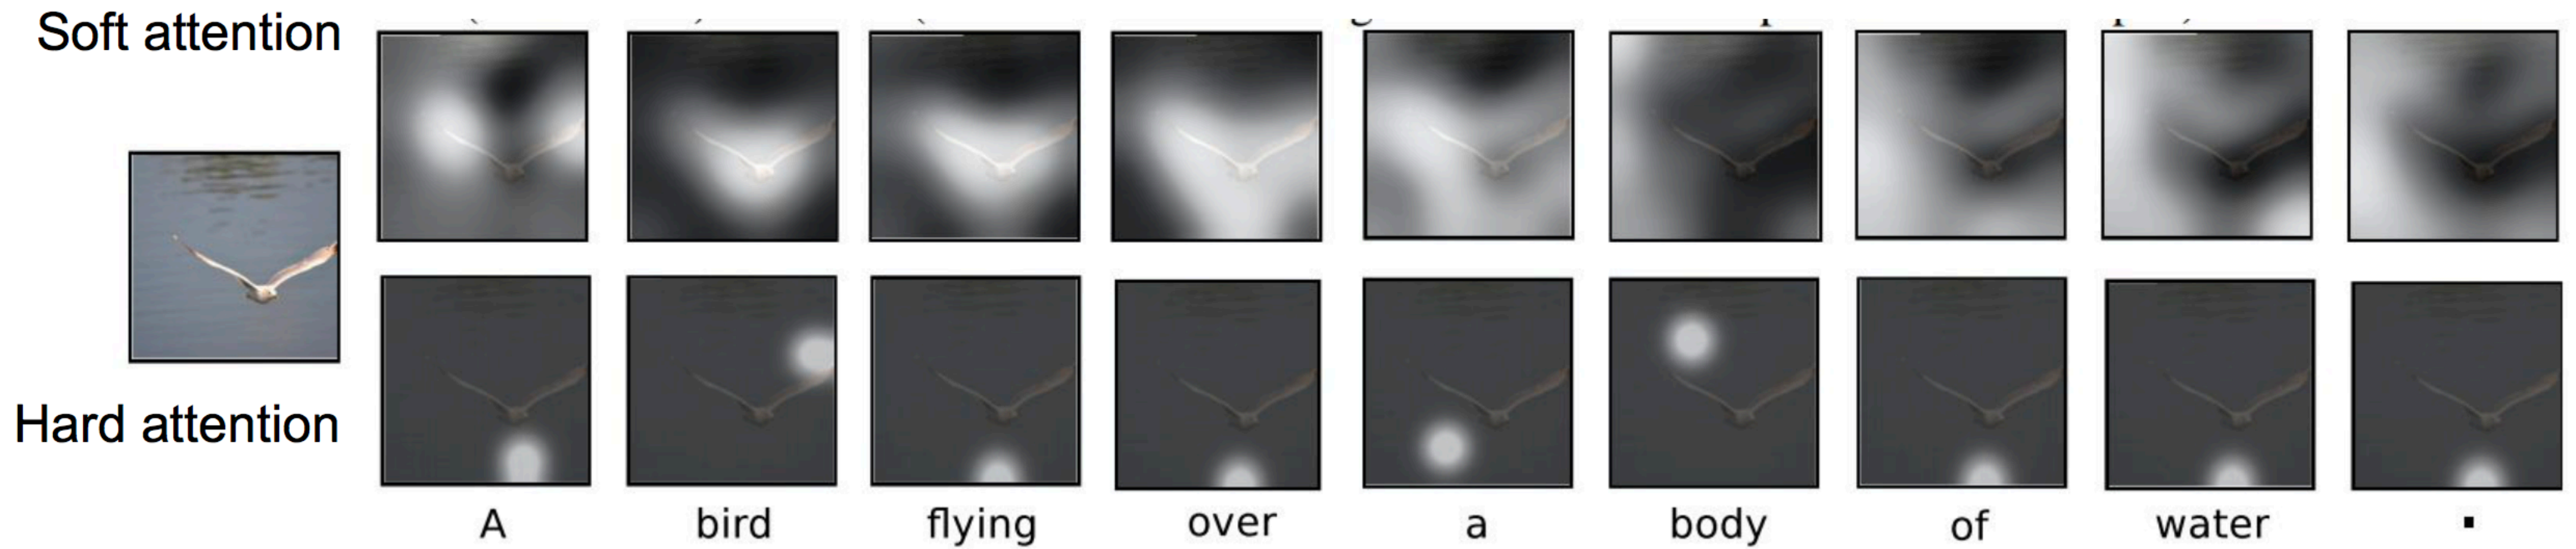 Soft attention
Hard attention
A bird flying over a body of water .